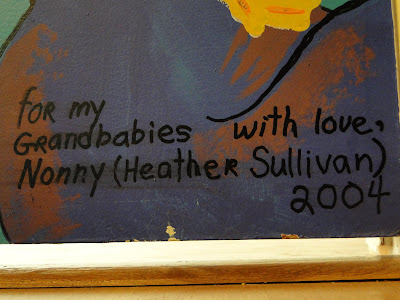 for my
Grandbabies with love,
Nonny (Heather Sullivan)
2004